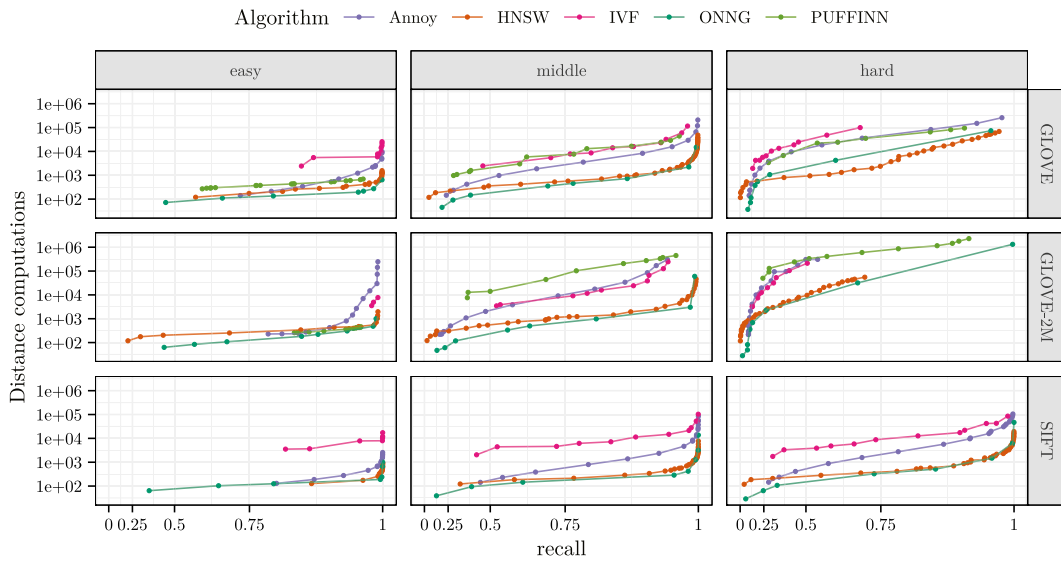 Algorithm Annoy HNSW IVF ONNG PUFFINN
easy middle hard
1e+06
1e+05
1e+04
1e+03
1e+02
GLOVE
1e+06
1e+05
1e+04
1e+03
1e+02
GLOVE-2M
1e+06
1e+05
1e+04
1e+03
1e+02
SIFT
Distance computations
0 0.25 0.5 0.75 1 0 0.25 0.5 0.75 1 0 0.25 0.5 0.75 1
recall